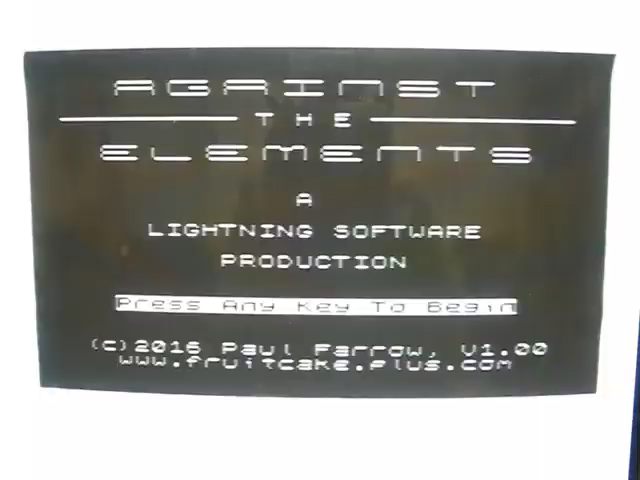 AGAINST
THE
ELEMENTS
A
LIGHTNING SOFTWARE
PRODUCTION
Press Any Key To Begin
(c)2016 Paul Farrow, V1.00
www.fruitcake.plus.com